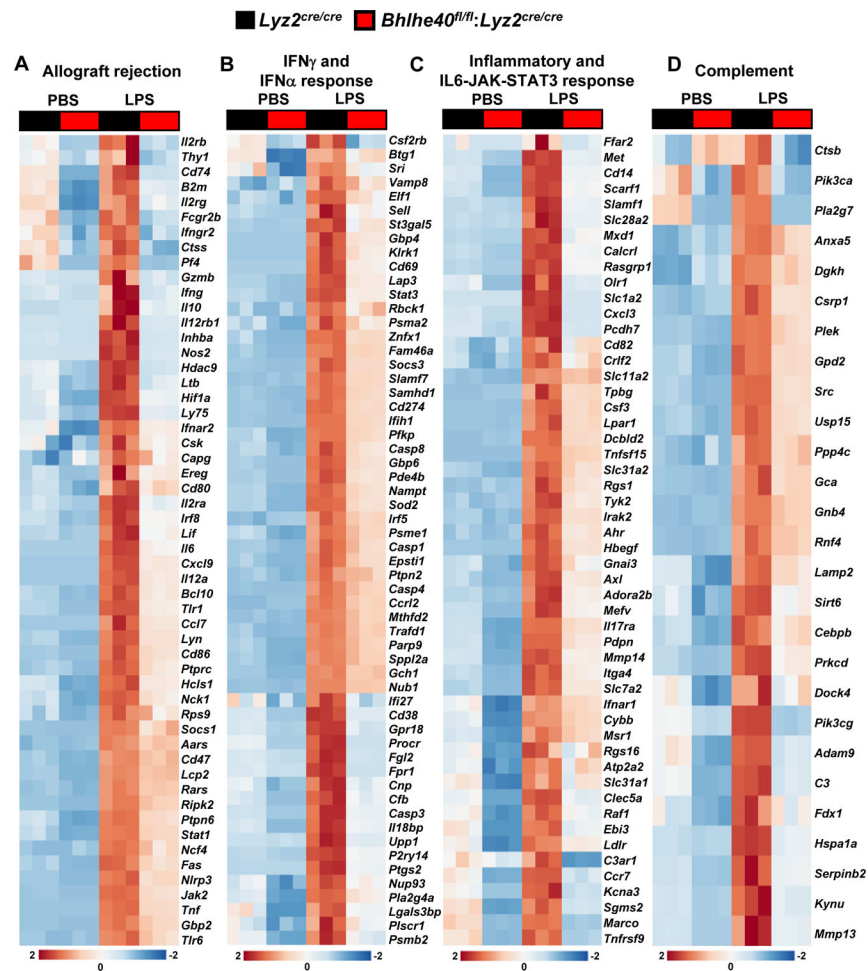 Lyz2cre/cre Bhlhe40fl/fl:Lyz2cre/cre
A Allograft rejection
PBS LPS
Il2rb
Thy1
Cd74
B2m
Il2rg
Fcgr2b
Ifngr2
Ctss
Pf4
Gzmb
Ifng
Il10
Il12rb1
Inhba
Nos2
Hdac9
Ltb
Hif1a
Ly75
Ifnar2
Csk
Capg
Ereg
Cd80
Il2ra
Irf8
Lif
Il6
Cxcl9
Il12a
Bcl10
Tlr1
Ccl7
Lyn
Cd86
Ptprc
Hcls1
Nck1
Rps9
Socs1
Aars
Cd47
Lcp2
Rars
Ripk2
Ptpn6
Stat1
Ncf4
Fas
Nlrp3
Jak2
Tnf
Gbp2
Tlr6
2 0 -2
B IFNγ and
IFNα response
PBS LPS
Csf2rb
Btg1
Sri
Vamp8
Elf1
Sell
St3gal5
Gbp4
Klrk1
Cd69
Lap3
Stat3
Rbck1
Psma2
Znfx1
Fam46a
Socs3
Slamf7
Samhd1
Cd274
Ifih1
Pfkp
Casp8
Gbp6
Pde4b
Nampt
Sod2
Irf5
Psme1
Casp1
Epsti1
Ptpn2
Casp4
Ccrl2
Mthfd2
Trafd1
Parp9
Sppl2a
Gch1
Nub1
Ifi27
Cd38
Gpr18
Procr
Fgl2
Fpr1
Cnp
Cfb
Casp3
Il18bp
Upp1
P2ry14
Ptgs2
Nup93
Pla2g4a
Lgals3bp
Plscr1
Psmb2
2 0 -2
C Inflammatory and
IL6-JAK-STAT3 response
PBS LPS
Ffar2
Met
Cd14
Scarf1
Slamf1
Slc28a2
Mxd1
Calcrl
Rasgrp1
Olr1
Slc1a2
Cxcl3
Pcdh7
Cd82
Crlf2
Slc11a2
Tpbg
Csf3
Lpar1
Dcbld2
Tnfsf15
Slc31a2
Rgs1
Tyk2
Irak2
Ahr
Hbegf
Gnai3
Axl
Adora2b
Mefv
Il17ra
Pdpn
Mmp14
Itga4
Slc7a2
Ifnar1
Cybb
Msr1
Rgs16
Atp2a2
Slc31a1
Clec5a
Raf1
Ebi3
Ldlr
C3ar1
Ccr7
Kcna3
Sgms2
Marco
Tnfrsf9
2 0 -2
D Complement
PBS LPS
Ctsb
Pik3ca
Pla2g7
Anxa5
Dgkh
Csrp1
Plek
Gpd2
Src
Usp15
Ppp4c
Gca
Gnb4
Rnf4
Lamp2
Sirt6
Cebpb
Prkcd
Dock4
Pik3cg
Adam9
C3
Fdx1
Hspa1a
Serpinb2
Kynu
Mmp13
2 0 -2